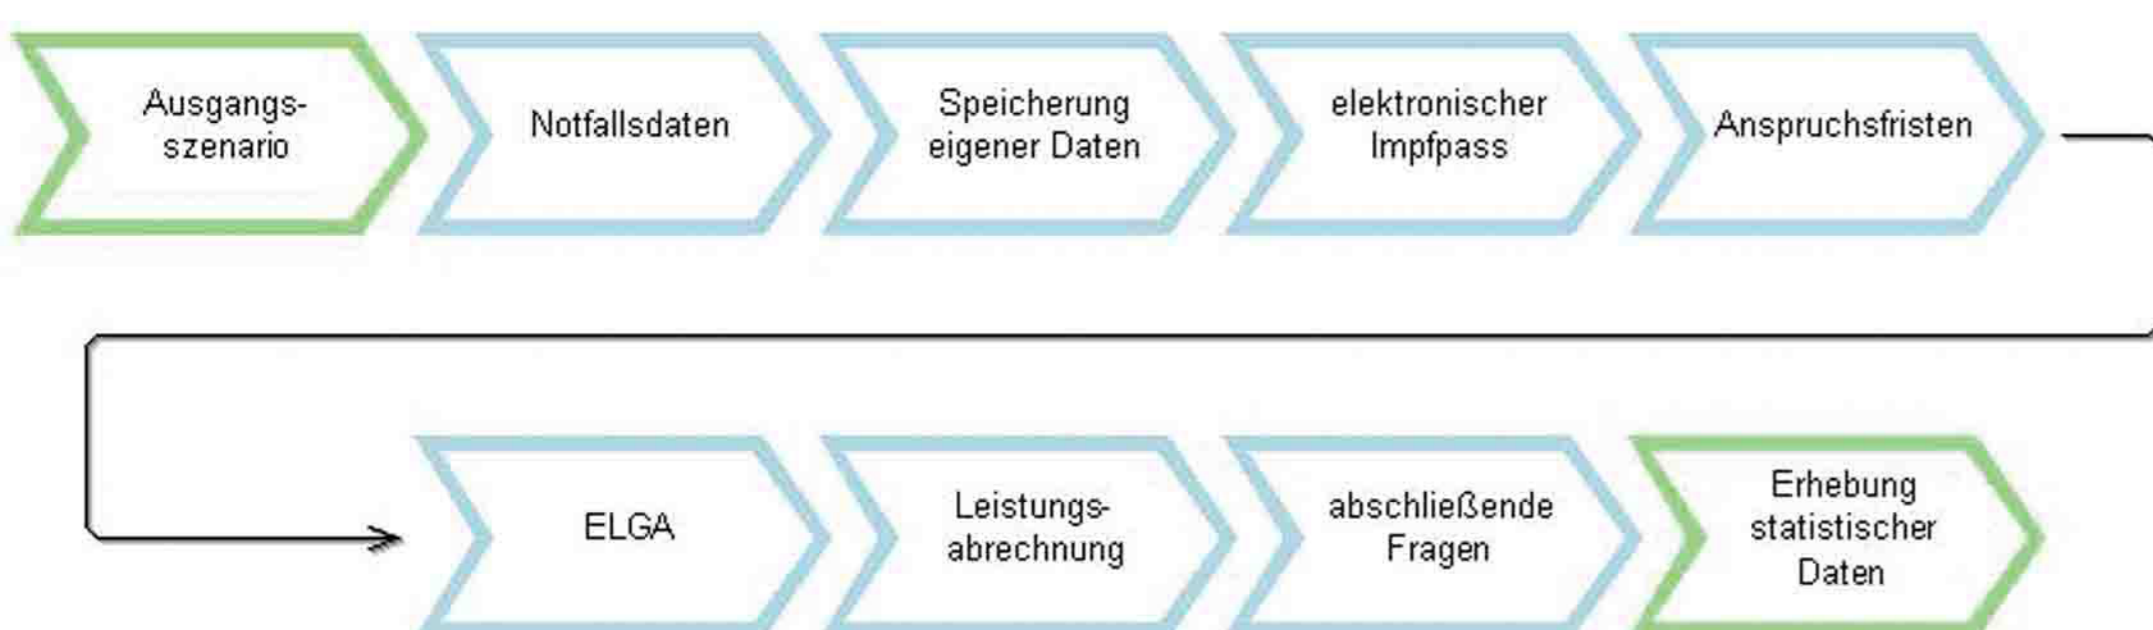 Ausgangs-
szenario
Notfallsdaten
Speicherung
eigener Daten
elektronischer
Impfpass
Anspruchsfristen
ELGA
Leistungs-
abrechnung
abschließende
Fragen
Erhebung
statistischer
Daten